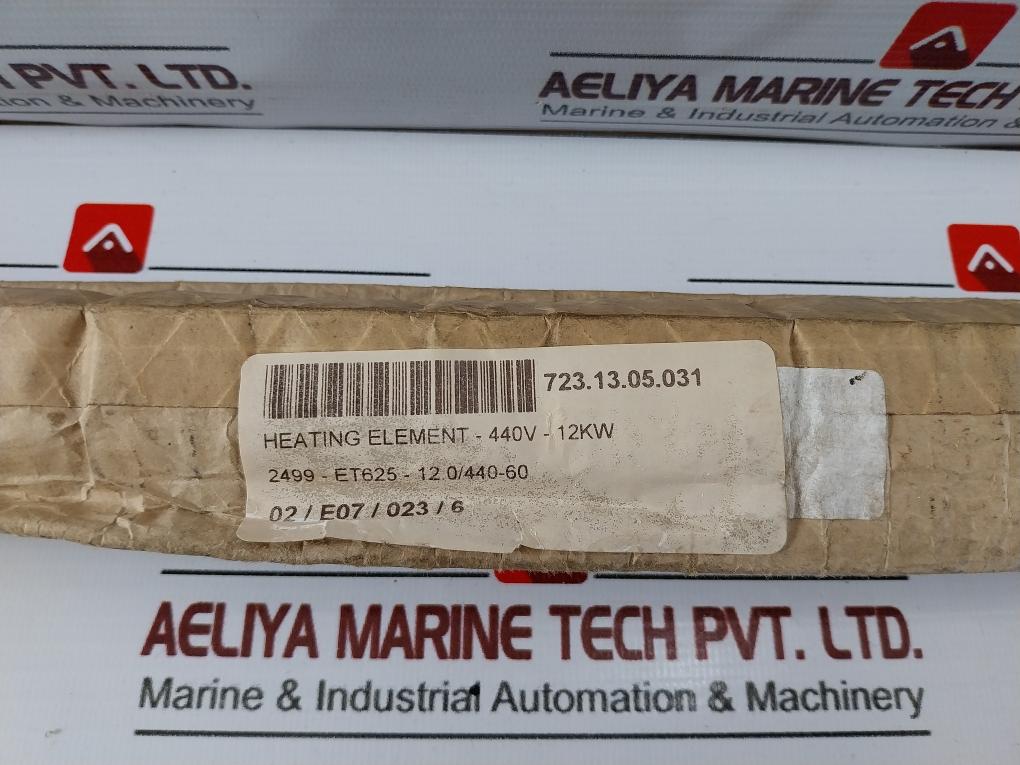 PVT. LTD.
& Machinery
AELIYA MARINE TECH
Marine & Industrial Automation &
723.13.05.031
HEATING ELEMENT - 440V - 12KW
2499 - ET625 - 12.0/440-60
02 / E07 / 023 / 6
AELIYA MARINE TECH PVT. LTD.
Marine & Industrial Automation & Machinery